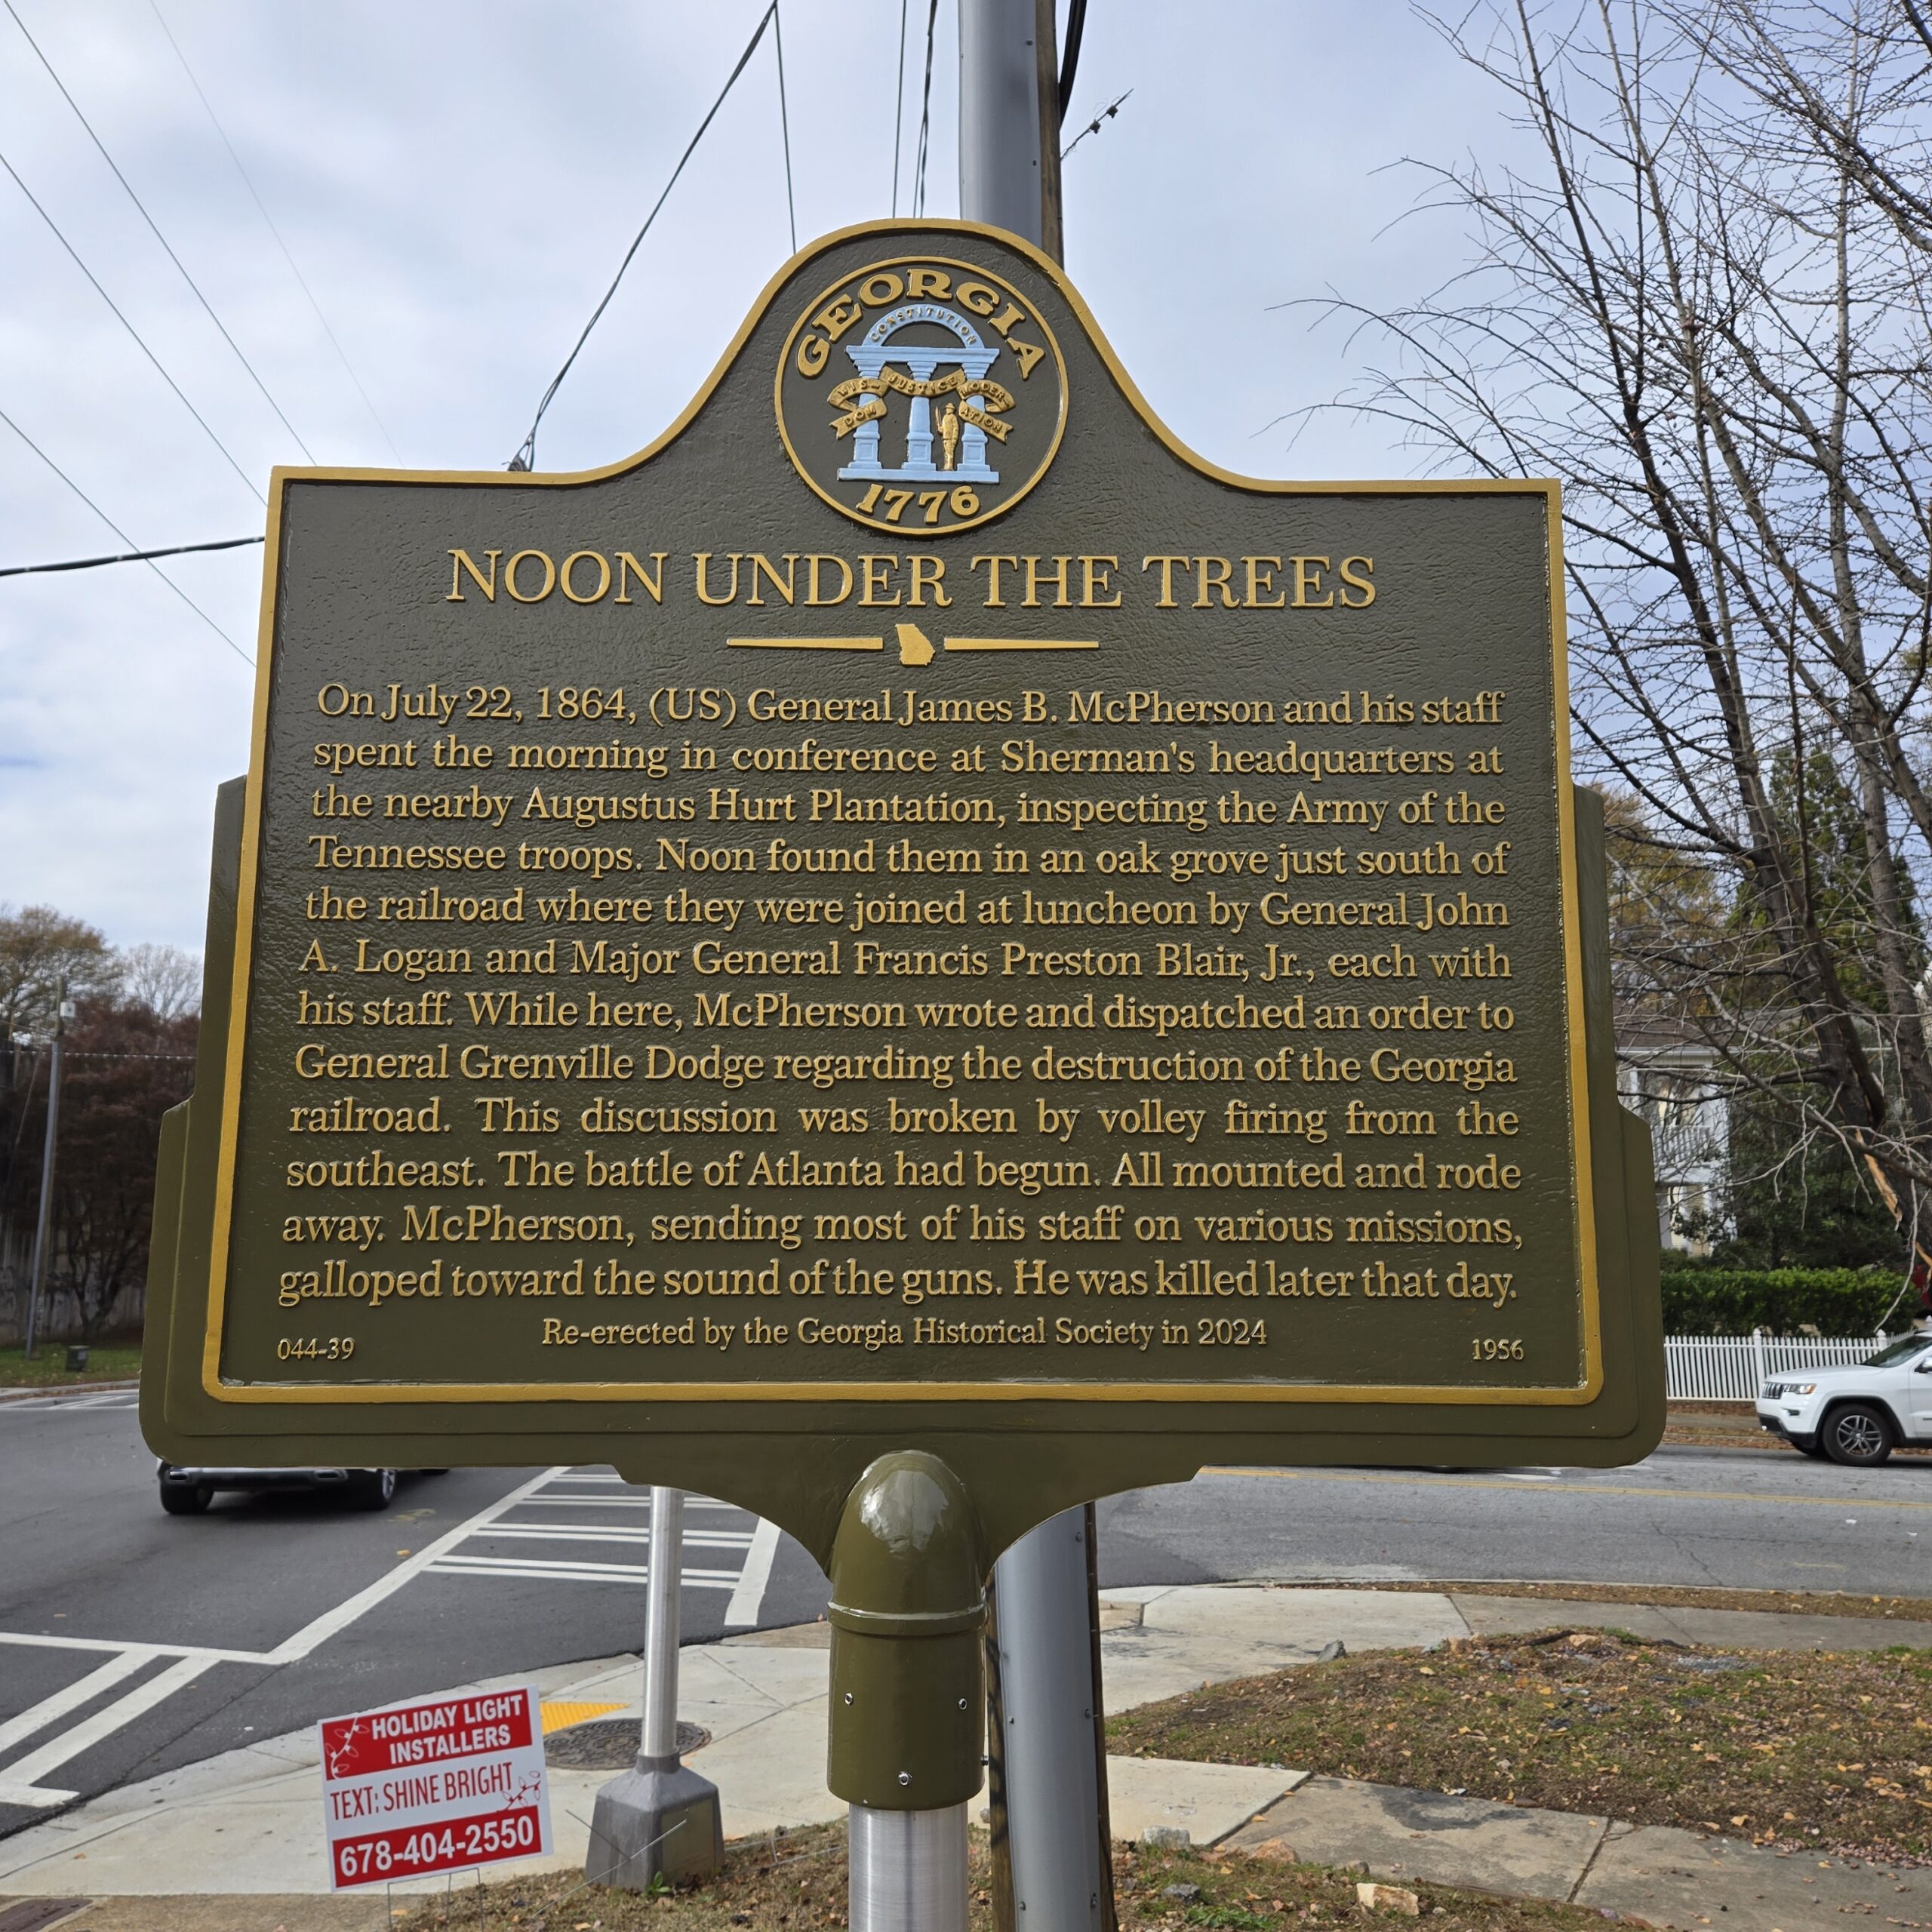 GEORGIA
CONSTITUTION
WIS- JUSTICE MODER-
DOM ATION
1776
NOON UNDER THE TREES
On July 22, 1864, (US) General James B. McPherson and his staff
spent the morning in conference at Sherman's headquarters at
the nearby Augustus Hurt Plantation, inspecting the Army of the
Tennessee troops. Noon found them in an oak grove just south of
the railroad where they were joined at luncheon by General John
A. Logan and Major General Francis Preston Blair, Jr., each with
his staff. While here, McPherson wrote and dispatched an order to
General Grenville Dodge regarding the destruction of the Georgia
railroad. This discussion was broken by volley firing from the
southeast. The battle of Atlanta had begun. All mounted and rode
away. McPherson, sending most of his staff on various missions,
galloped toward the sound of the guns. He was killed later that day.
Re-erected by the Georgia Historical Society in 2024
044-39
1956
HOLIDAY LIGHT
INSTALLERS
TEXT: SHINE BRIGHT
678-404-2550